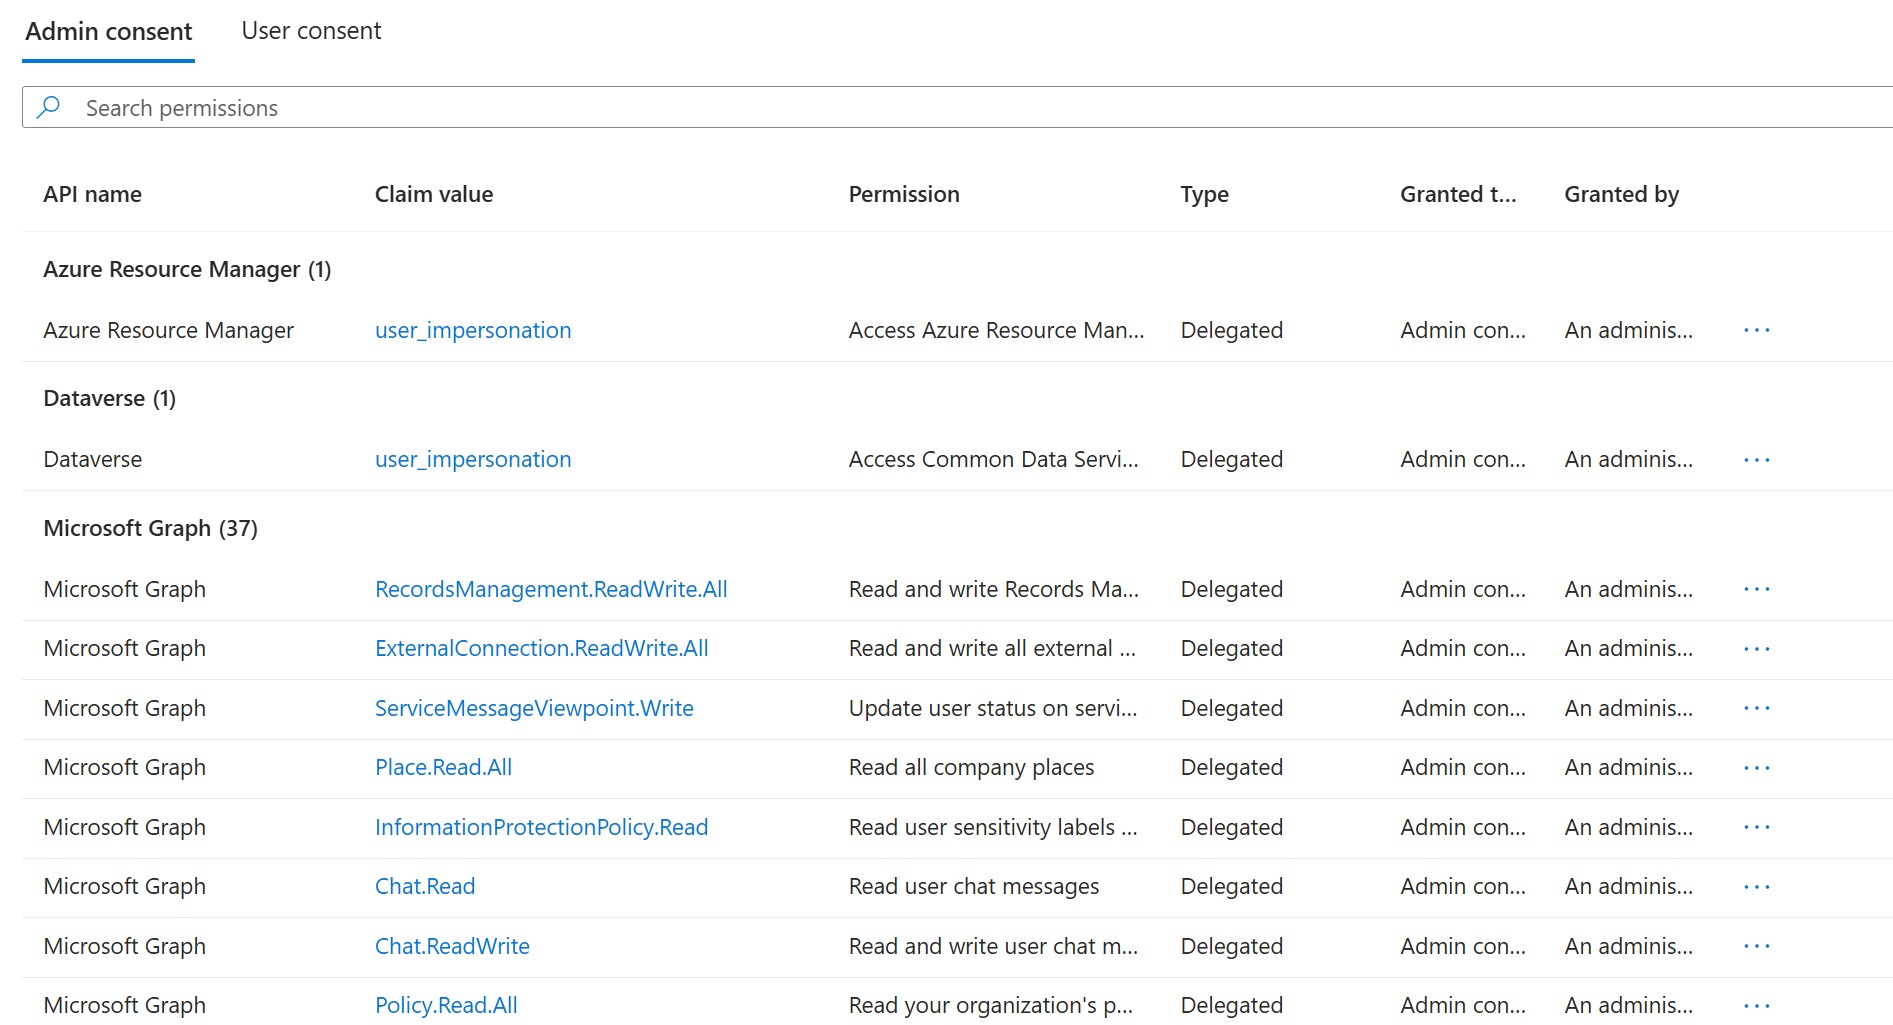 Admin consent User consent
Search permissions
API name Claim value Permission Type Granted t... Granted by
Azure Resource Manager (1)
Azure Resource Manager user_impersonation Access Azure Resource Man... Delegated Admin con... An adminis... ...
Dataverse (1)
Dataverse user_impersonation Access Common Data Servi... Delegated Admin con... An adminis... ...
Microsoft Graph (37)
Microsoft Graph RecordsManagement.ReadWrite.All Read and write Records Ma... Delegated Admin con... An adminis... ...
Microsoft Graph ExternalConnection.ReadWrite.All Read and write all external ... Delegated Admin con... An adminis... ...
Microsoft Graph ServiceMessageViewpoint.Write Update user status on servi... Delegated Admin con... An adminis... ...
Microsoft Graph Place.Read.All Read all company places Delegated Admin con... An adminis... ...
Microsoft Graph InformationProtectionPolicy.Read Read user sensitivity labels ... Delegated Admin con... An adminis... ...
Microsoft Graph Chat.Read Read user chat messages Delegated Admin con... An adminis... ...
Microsoft Graph Chat.ReadWrite Read and write user chat m... Delegated Admin con... An adminis... ...
Microsoft Graph Policy.Read.All Read your organization's p... Delegated Admin con... An adminis... ...